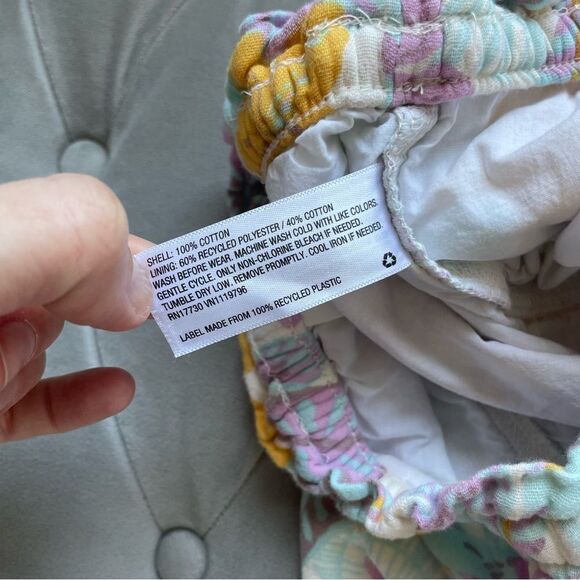 SHELL: 100% COTTON
LINING: 60% RECYCLED POLYESTER / 40% COTTON
WASH BEFORE WEAR. MACHINE WASH COLD WITH LIKE COLORS.
GENTLE CYCLE. ONLY NON-CHLORINE BLEACH IF NEEDED.
TUMBLE DRY LOW. REMOVE PROMPTLY. COOL IRON IF NEEDED.
RN17730 VN1119796
LABEL MADE FROM 100% RECYCLED PLASTIC